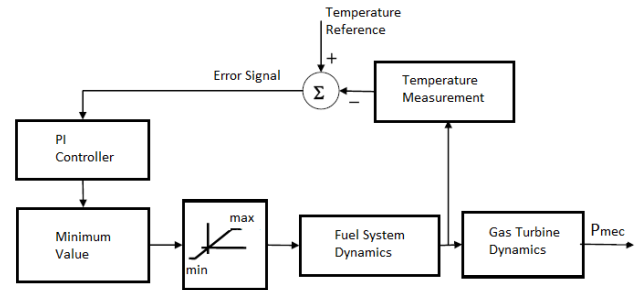 Temperature
Reference
+
Error Signal
Σ
−
Temperature
Measurement
PI
Controller
Minimum
Value
max
min
Fuel System
Dynamics
Gas Turbine
Dynamics
Pmec